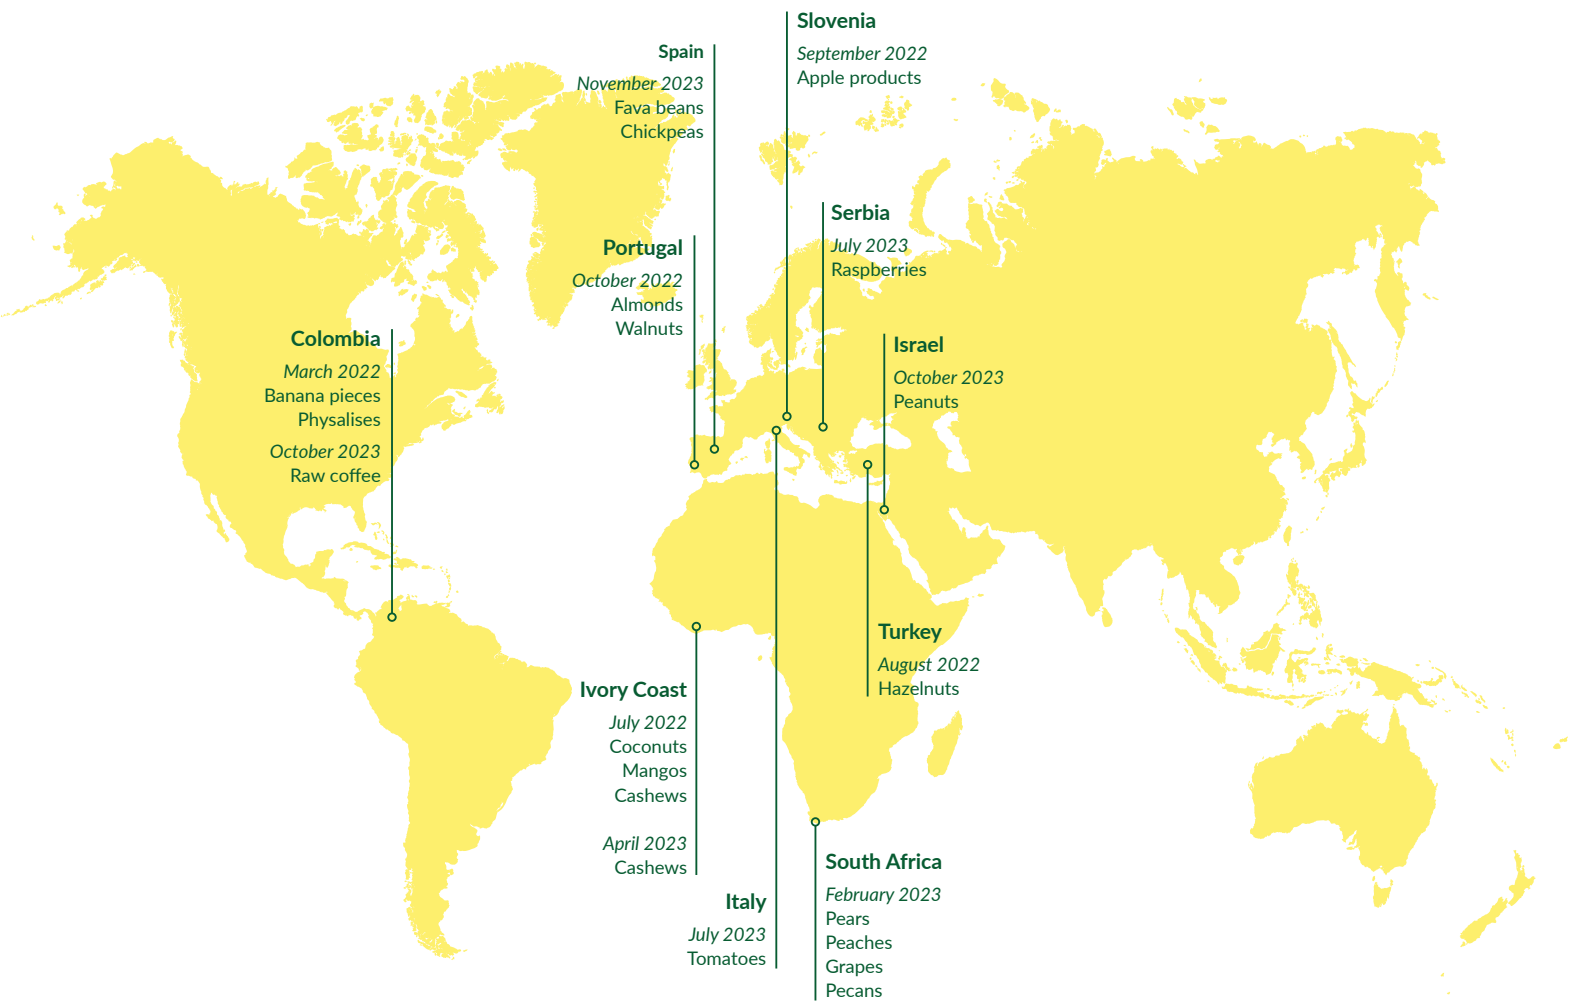 Slovenia
September 2022
Apple products
Spain
November 2023
Fava beans
Chickpeas
Serbia
July 2023
Raspberries
Portugal
October 2022
Almonds
Walnuts
Colombia
March 2022
Banana pieces
Physalises
October 2023
Raw coffee
Israel
October 2023
Peanuts
Turkey
August 2022
Hazelnuts
Ivory Coast
July 2022
Coconuts
Mangos
Cashews
April 2023
Cashews
Italy
July 2023
Tomatoes
South Africa
February 2023
Pears
Peaches
Grapes
Pecans